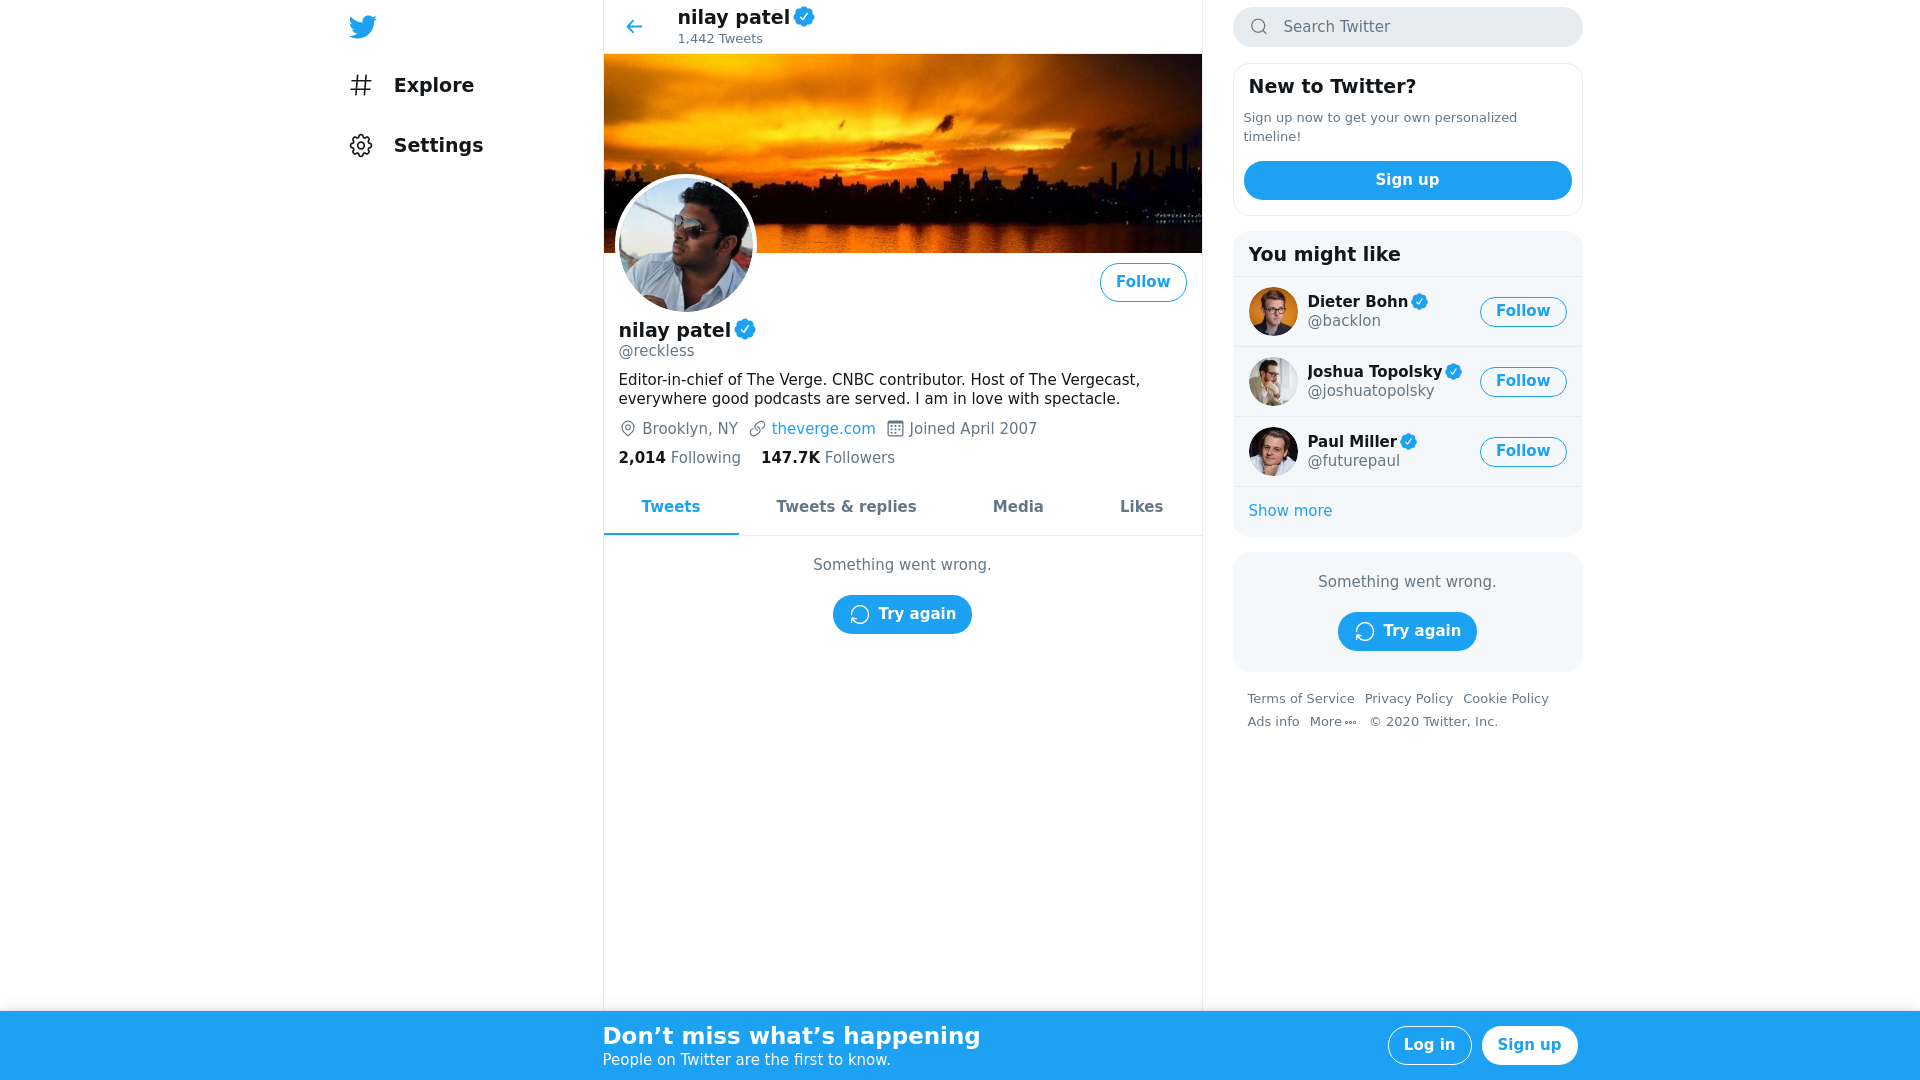 Explore
Settings
nilay patel
1,442 Tweets
Follow
nilay patel
@reckless
Editor-in-chief of The Verge. CNBC contributor. Host of The Vergecast,
everywhere good podcasts are served. I am in love with spectacle.
Brooklyn, NY theverge.com Joined April 2007
2,014 Following 147.7K Followers
Tweets Tweets & replies Media Likes
Something went wrong.
Try again
Search Twitter
New to Twitter?
Sign up now to get your own personalized
timeline!
Sign up
You might like
Dieter Bohn
@backlon
Follow
Joshua Topolsky
@joshuatopolsky
Follow
Paul Miller
@futurepaul
Follow
Show more
Something went wrong.
Try again
Terms of Service Privacy Policy Cookie Policy
Ads info More © 2020 Twitter, Inc.
Don’t miss what’s happening
People on Twitter are the first to know.
Log in
Sign up